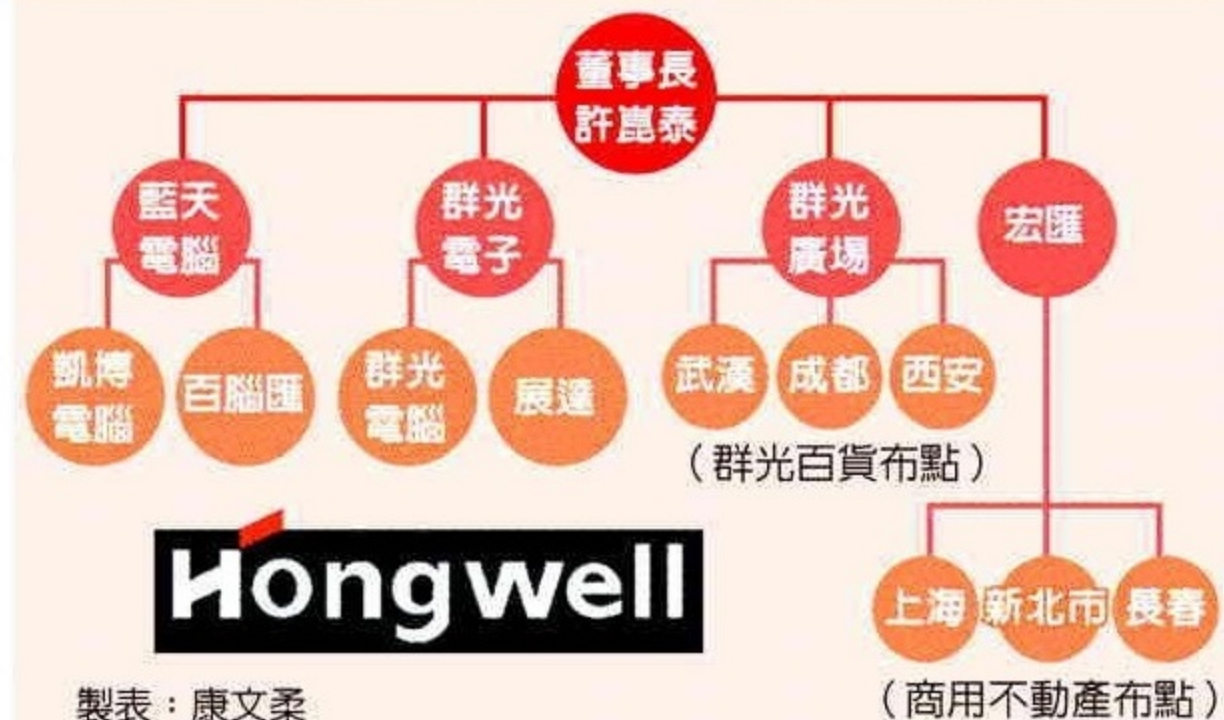 董事長
許崑泰
藍天
電腦
群光
電子
群光
廣場
宏匯
凱博
電腦
百腦匯
群光
電腦
展達
武漢
成都
西安
（群光百貨布點）
Hongwell
上海
新北市
長春
（商用不動產布點）
製表：康文柔